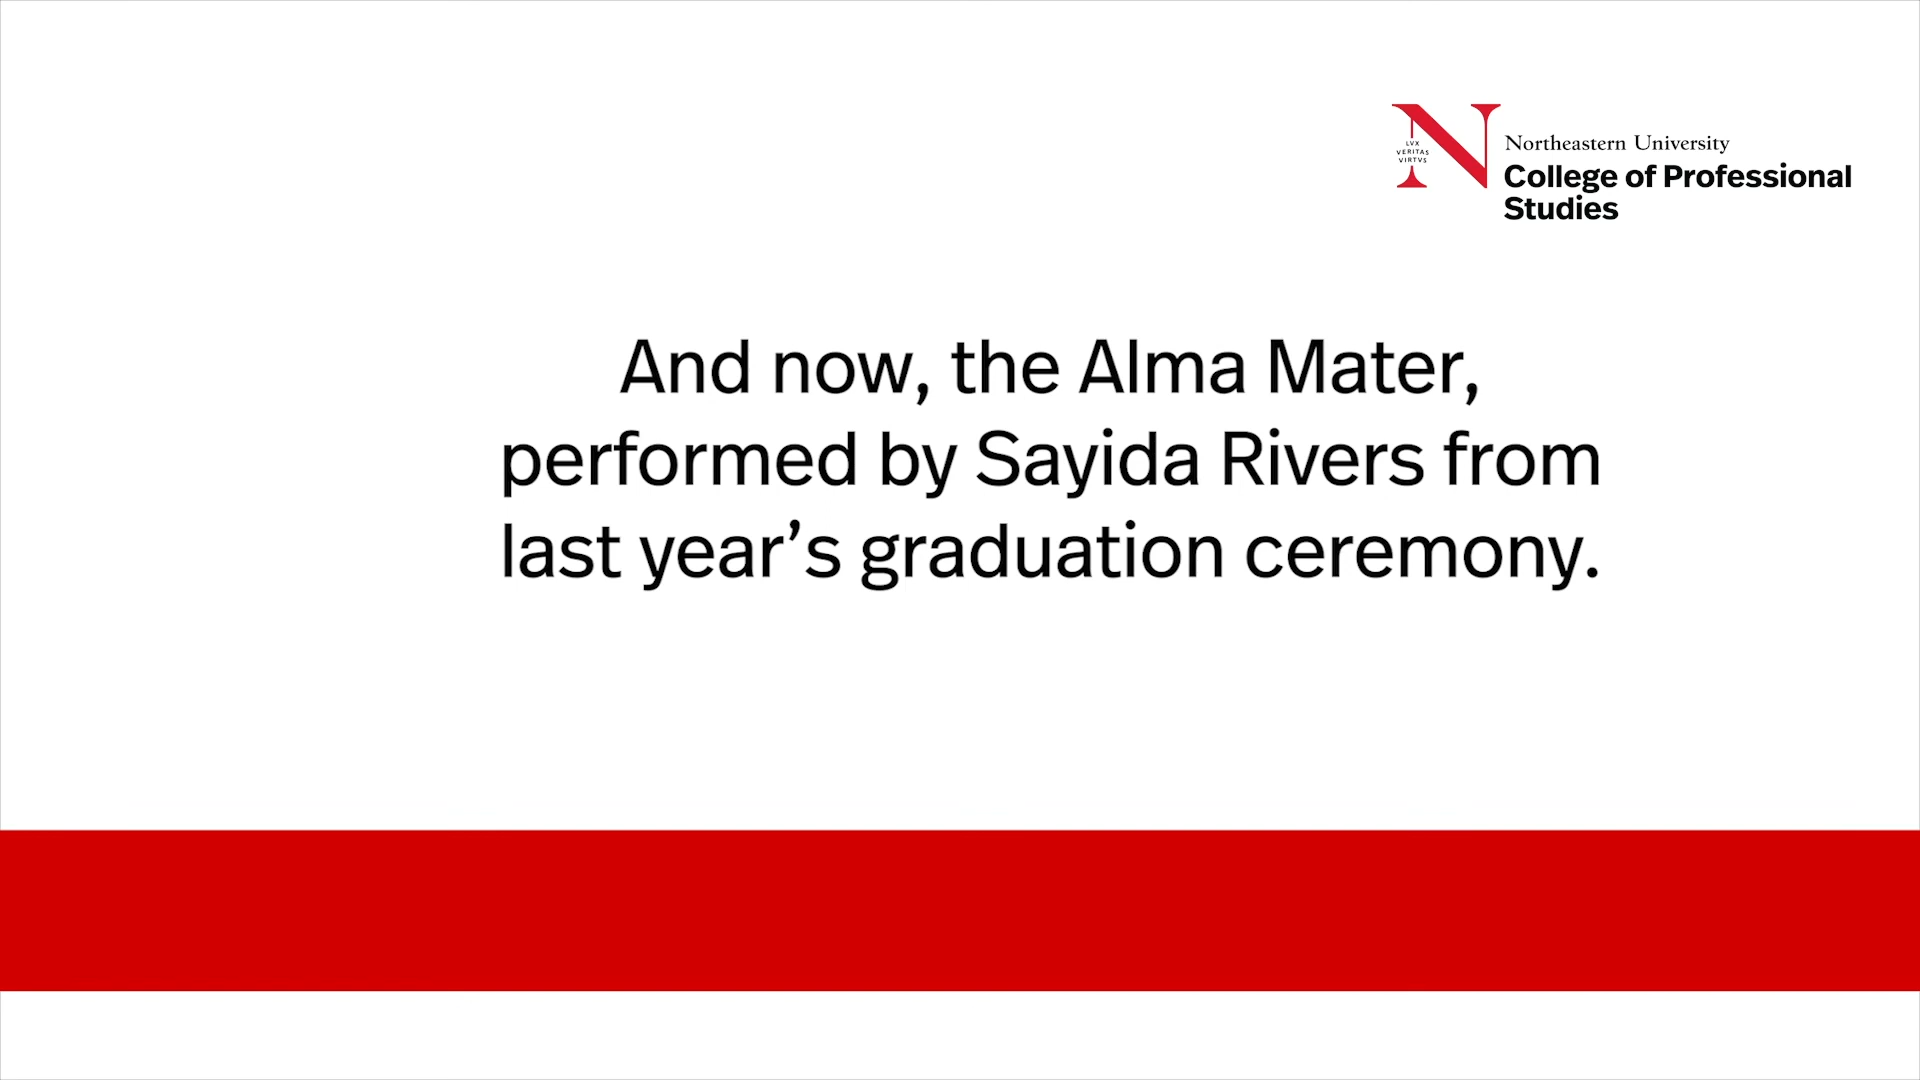 LVX
VERITAS
VIRTVS
Northeastern University
College of Professional
Studies
And now, the Alma Mater,
performed by Sayida Rivers from
last year’s graduation ceremony.